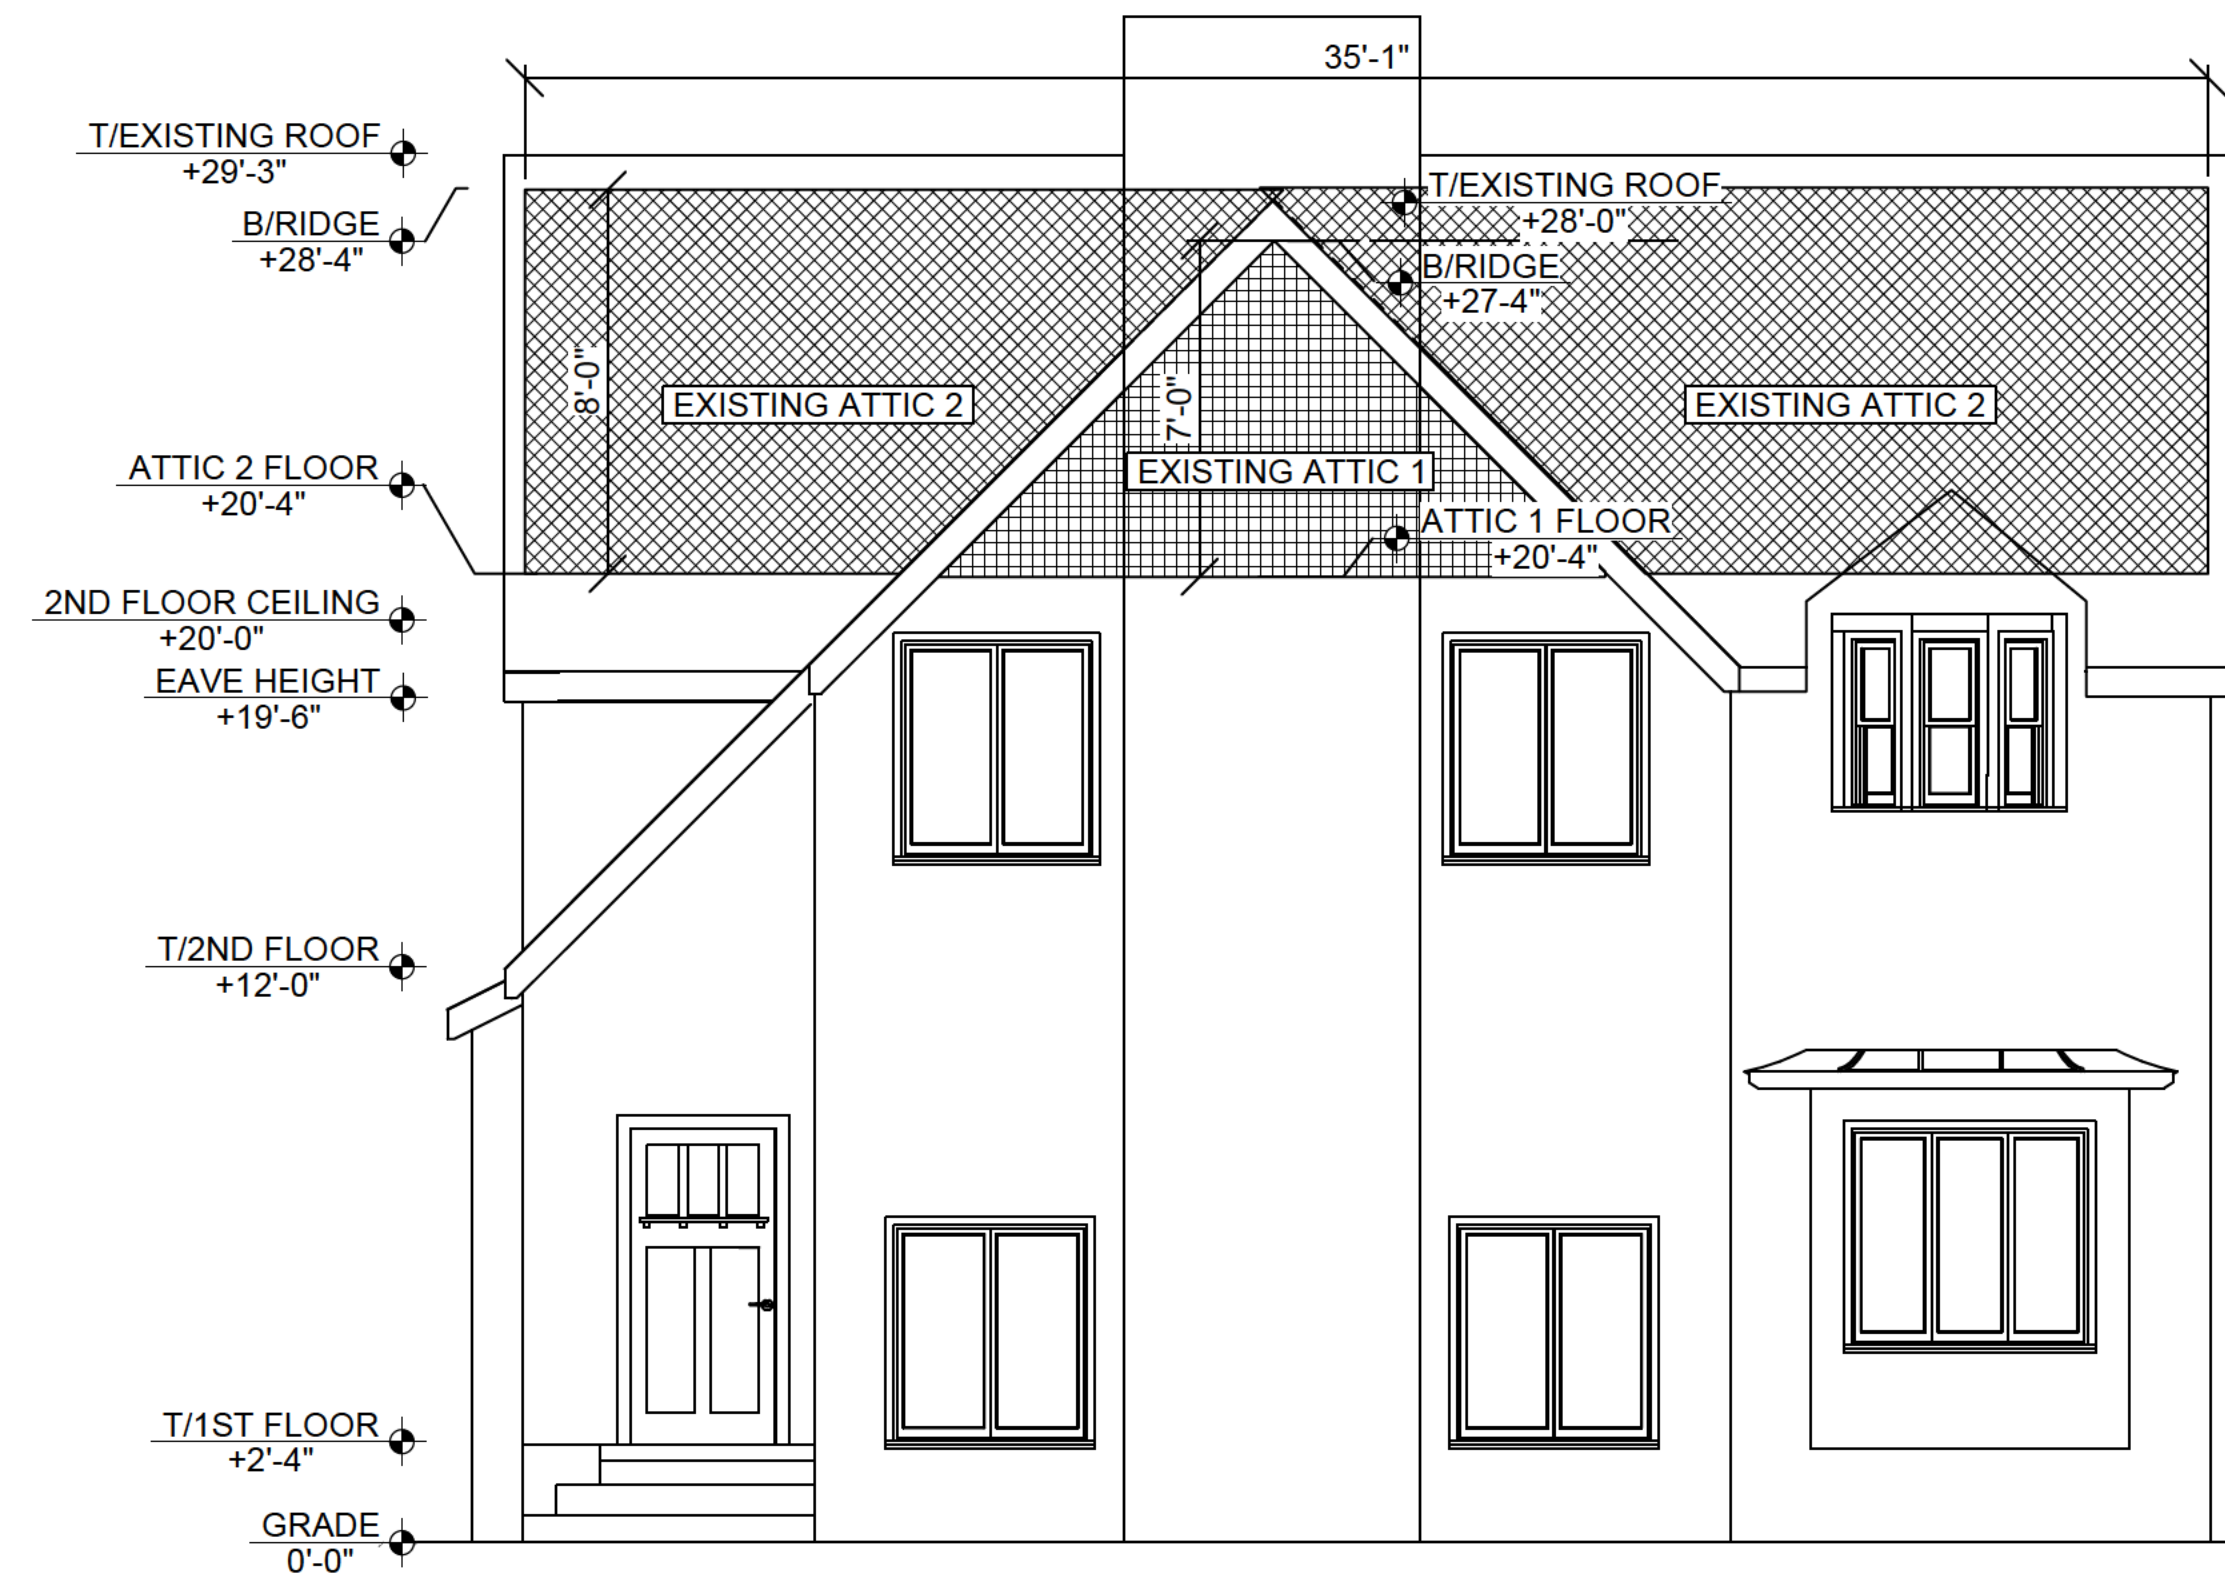 35'-1"
T/EXISTING ROOF
+29'-3"
B/RIDGE
+28'-4"
T/EXISTING ROOF
+28'-0"
B/RIDGE
+27-4"
8'-0"
7'-0"
EXISTING ATTIC 2
EXISTING ATTIC 2
EXISTING ATTIC 1
ATTIC 2 FLOOR
+20'-4"
ATTIC 1 FLOOR
+20'-4"
2ND FLOOR CEILING
+20'-0"
EAVE HEIGHT
+19'-6"
T/2ND FLOOR
+12'-0"
T/1ST FLOOR
+2'-4"
GRADE
0'-0"